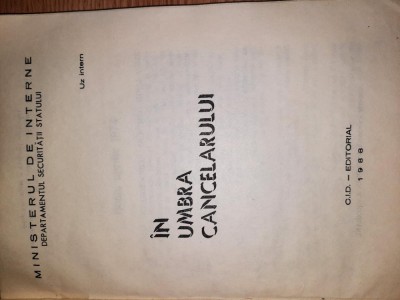 MINISTERUL DE INTERNE
DEPARTAMENTUL SECURITĂȚII STATULUI
Uz intern
ÎN
UMBRA
CANCELARULUI
C.I.D. – EDITORIAL
1988